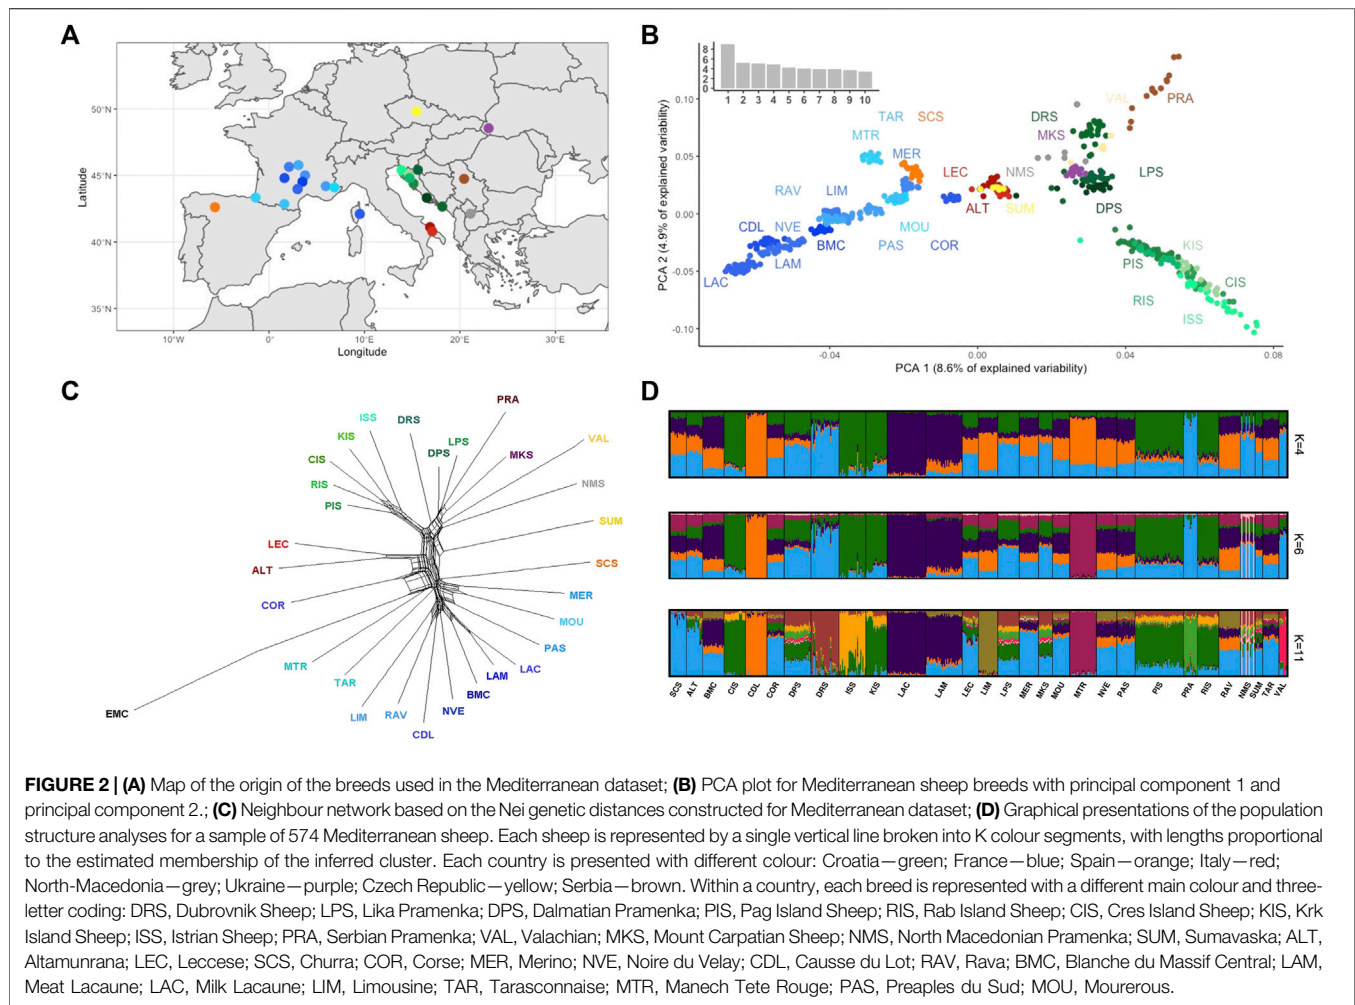 A
50°N
45°N
40°N
35°N
Latitude
10°W
0°
10°E
20°E
30°E
Longitude
B
8
6
4
2
0
1 2 3 4 5 6 7 8 9 10
0.10
0.05
0.00
-0.05
-0.10
PCA 2 (4.9% of explained variability)
-0.04
0.00
0.04
0.08
PCA 1 (8.6% of explained variability)
TAR
SCS
MTR
MER
RAV
LIM
CDL
NVE
BMC
LAM
LAC
PAS
MOU
COR
LEC
ALT
NMS
SUM
DRS
MKS
VAL
PRA
LPS
DPS
KIS
PIS
CIS
RIS
ISS
C
PRA
ISS
DRS
KIS
LPS
VAL
CIS
DPS
MKS
RIS
NMS
PIS
SUM
LEC
ALT
SCS
COR
MER
MOU
PAS
MTR
LAC
TAR
LAM
BMC
EMC
LIM
RAV
NVE
CDL
D
K=4
K=6
K=11
SCS ALT BMC CIS CDL COR DPS DRS ISS KIS LAC LAM LEC LIM LPS MER MKS MOU MTR NVE PAS PIS PRA RIS RAV NMS SUM TAR VAL
FIGURE 2 | (A) Map of the origin of the breeds used in the Mediterranean dataset; (B) PCA plot for Mediterranean sheep breeds with principal component 1 and
principal component 2.; (C) Neighbour network based on the Nei genetic distances constructed for Mediterranean dataset; (D) Graphical presentations of the population
structure analyses for a sample of 574 Mediterranean sheep. Each sheep is represented by a single vertical line broken into K colour segments, with lengths proportional
to the estimated membership of the inferred cluster. Each country is presented with different colour: Croatia—green; France—blue; Spain—orange; Italy—red;
North-Macedonia—grey; Ukraine—purple; Czech Republic—yellow; Serbia—brown. Within a country, each breed is represented with a different main colour and three-
letter coding: DRS, Dubrovnik Sheep; LPS, Lika Pramenka; DPS, Dalmatian Pramenka; PIS, Pag Island Sheep; RIS, Rab Island Sheep; CIS, Cres Island Sheep; KIS, Krk
Island Sheep; ISS, Istrian Sheep; PRA, Serbian Pramenka; VAL, Valachian; MKS, Mount Carpatian Sheep; NMS, North Macedonian Pramenka; SUM, Sumavaska; ALT,
Altamunrana; LEC, Leccese; SCS, Churra; COR, Corse; MER, Merino; NVE, Noire du Velay; CDL, Causse du Lot; RAV, Rava; BMC, Blanche du Massif Central; LAM,
Meat Lacaune; LAC, Milk Lacaune; LIM, Limousine; TAR, Tarasconnaise; MTR, Manech Tete Rouge; PAS, Preaples du Sud; MOU, Mourerous.